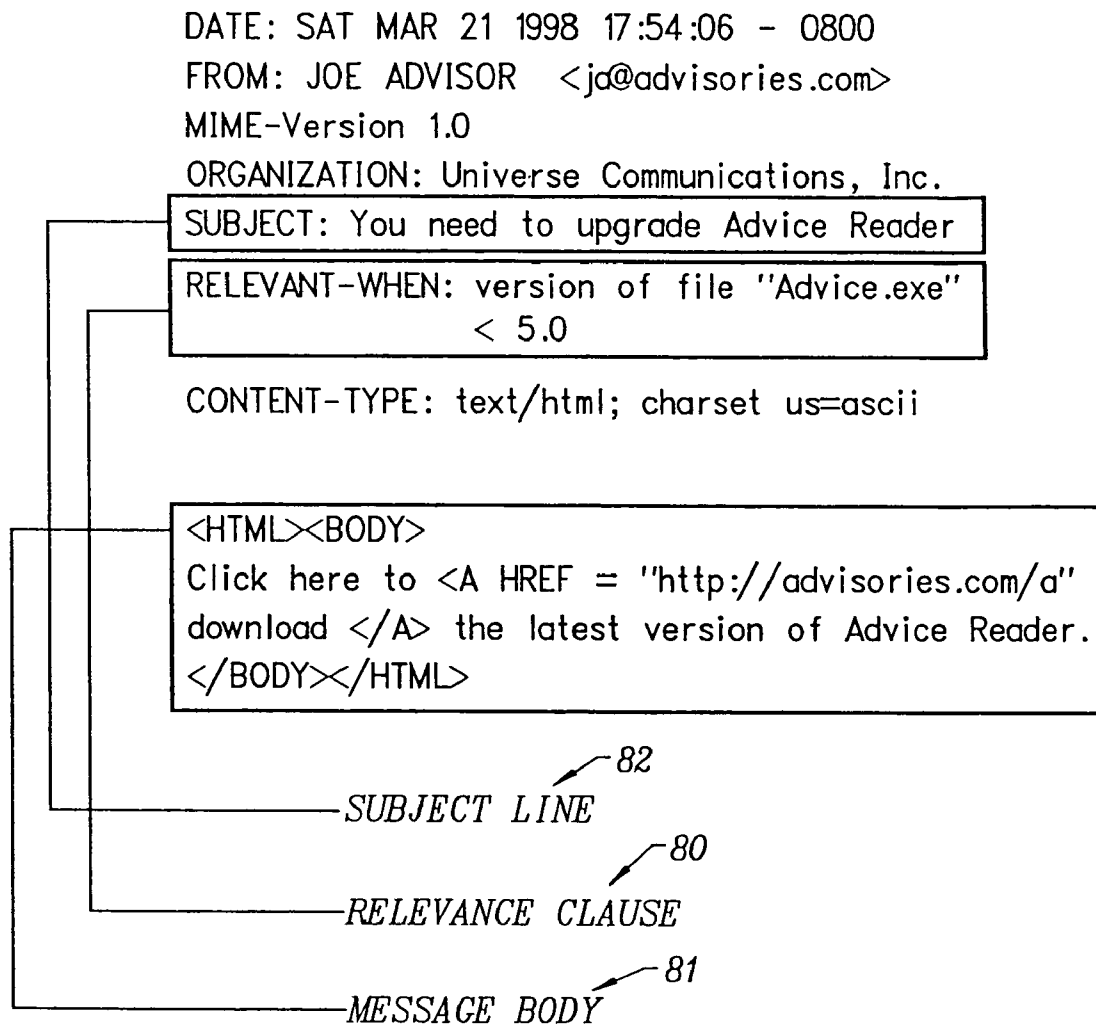 DATE: SAT MAR 21 1998 17:54:06 - 0800
FROM: JOE ADVISOR <ja@advisories.com>
MIME-Version 1.0
ORGANIZATION: Universe Communications, Inc.
SUBJECT: You need to upgrade Advice Reader
RELEVANT-WHEN: version of file "Advice.exe"
< 5.0
CONTENT-TYPE: text/html; charset us=ascii
<HTML><BODY>
Click here to <A HREF = "http://advisories.com/a"
download </A> the latest version of Advice Reader.
</BODY></HTML>
82
SUBJECT LINE
80
RELEVANCE CLAUSE
81
MESSAGE BODY